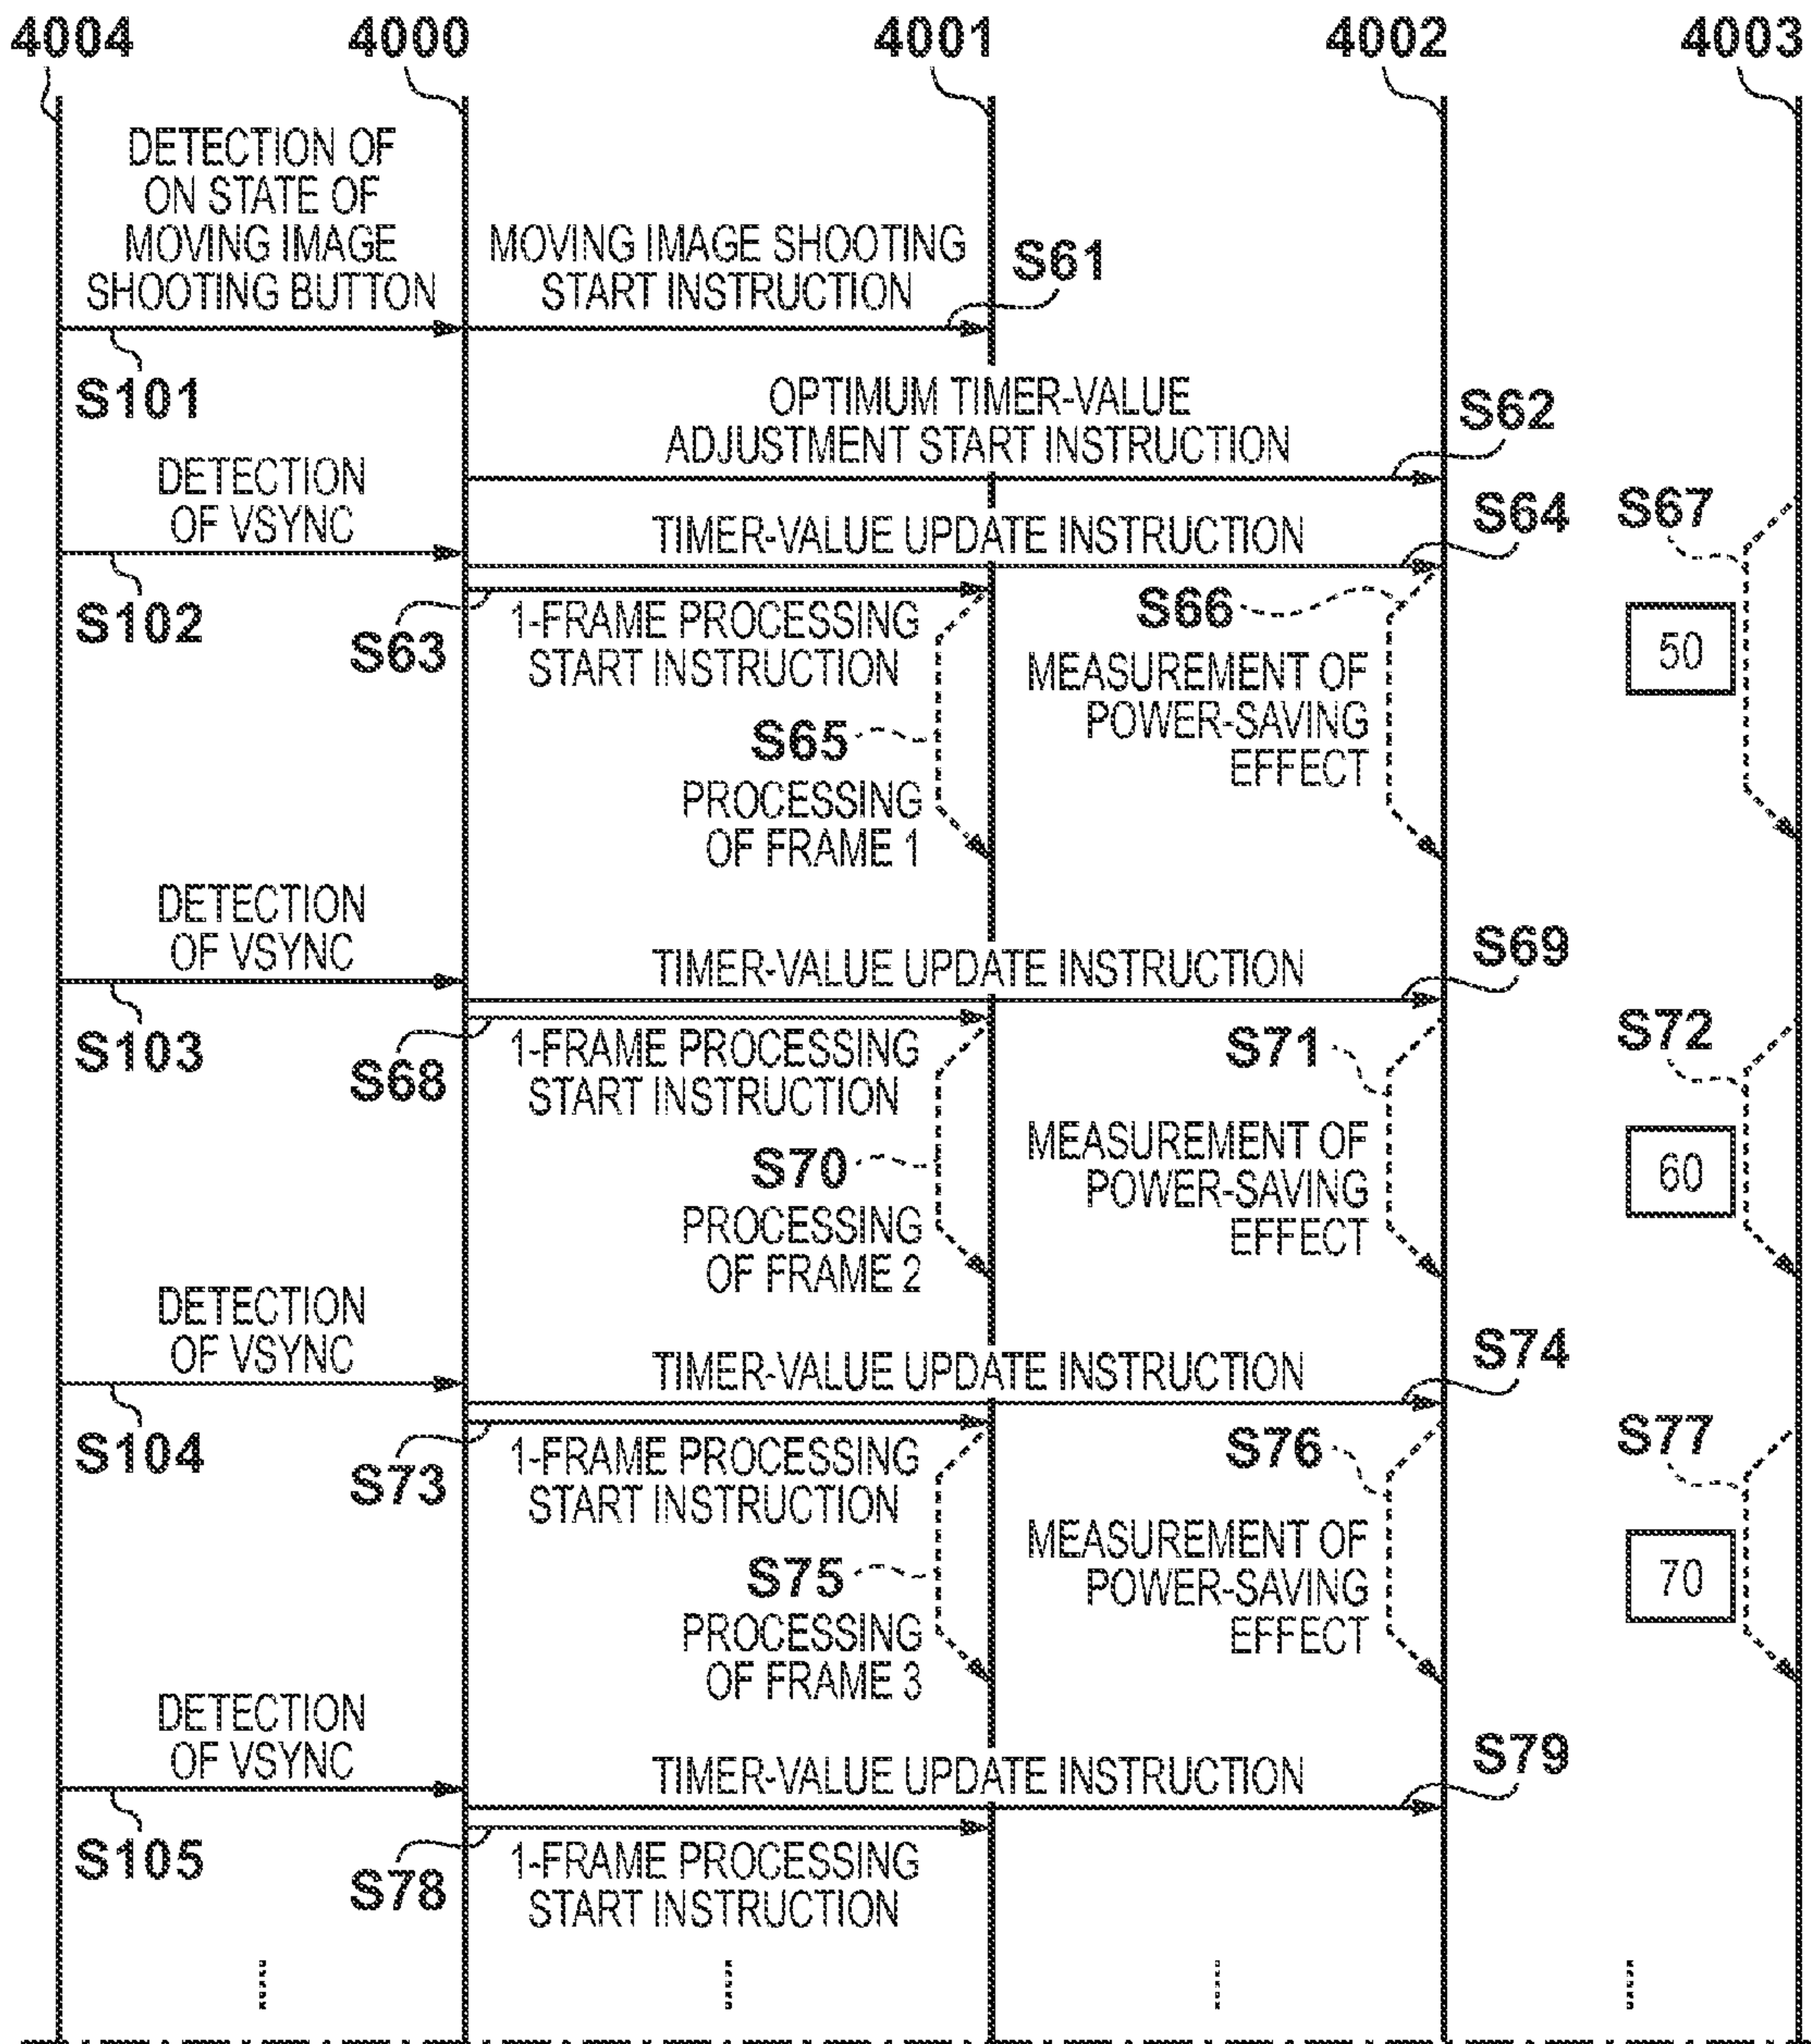 4004 4000 4001 4002 4003
DETECTION OF
ON STATE OF
MOVING IMAGE
SHOOTING BUTTON
MOVING IMAGE SHOOTING
START INSTRUCTION
S61
S101
OPTIMUM TIMER-VALUE
ADJUSTMENT START INSTRUCTION
S62
DETECTION
OF VSYNC
TIMER-VALUE UPDATE INSTRUCTION
S64
S67
S102
S63
1-FRAME PROCESSING
START INSTRUCTION
S66
MEASUREMENT OF
POWER-SAVING
EFFECT
50
S65
PROCESSING
OF FRAME 1
DETECTION
OF VSYNC
TIMER-VALUE UPDATE INSTRUCTION
S69
S103
S68
1-FRAME PROCESSING
START INSTRUCTION
S71
S72
MEASUREMENT OF
POWER-SAVING
EFFECT
60
S70
PROCESSING
OF FRAME 2
DETECTION
OF VSYNC
TIMER-VALUE UPDATE INSTRUCTION
S74
S104
S73
1-FRAME PROCESSING
START INSTRUCTION
S76
S77
MEASUREMENT OF
POWER-SAVING
EFFECT
70
S75
PROCESSING
OF FRAME 3
DETECTION
OF VSYNC
TIMER-VALUE UPDATE INSTRUCTION
S79
S105
S78
1-FRAME PROCESSING
START INSTRUCTION